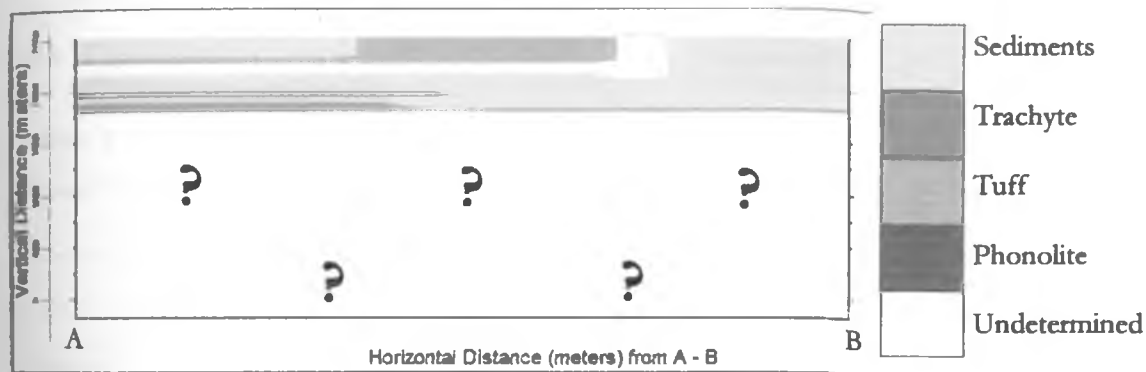 Vertical Distance (meters)
?
?
?
?
?
A
B
Horizontal Distance (meters) from A - B
Sediments
Trachyte
Tuff
Phonolite
Undetermined